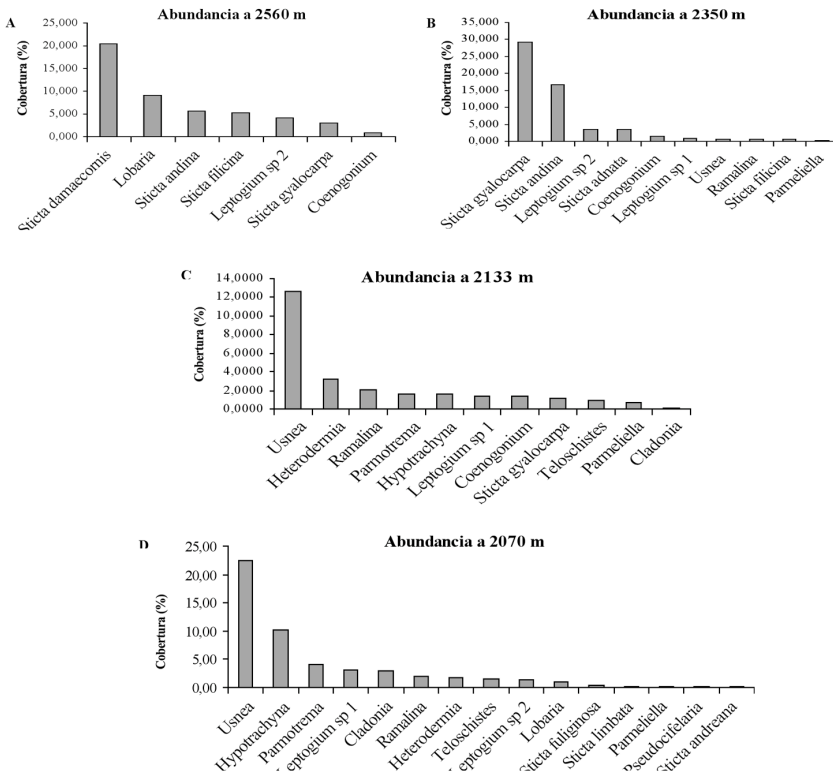 A
Abundancia a 2560 m
Cobertura (%)
25,000
20,000
15,000
10,000
5,000
0,000
Sticta damaecornis
Lobaria
Sticta andina
Sticta filicina
Leptogium sp 2
Sticta gyalocarpa
Coenogonium
B
Abundancia a 2350 m
Cobertura (%)
35,000
30,000
25,000
20,000
15,000
10,000
5,000
0,000
Sticta gyalocarpa
Sticta andina
Leptogium sp 2
Sticta adnata
Coenogonium
Leptogium sp 1
Usnea
Ramalina
Sticta filicina
Parmeliella
C
Abundancia a 2133 m
Cobertura (%)
14,0000
12,0000
10,0000
8,0000
6,0000
4,0000
2,0000
0,0000
Usnea
Heterodermia
Ramalina
Parmotrema
Hypotrachyna
Leptogium sp 1
Coenogonium
Sticta gyalocarpa
Teloschistes
Parmeliella
Cladonia
D
Abundancia a 2070 m
Cobertura (%)
25,00
20,00
15,00
10,00
5,00
0,00
Usnea
Hypotrachyna
Parmotrema
Leptogium sp 1
Cladonia
Ramalina
Heterodermia
Teloschistes
Leptogium sp 2
Lobaria
Sticta fuliginosa
Sticta limbata
Parmeliella
Pseudocifelaria
Sticta andreana